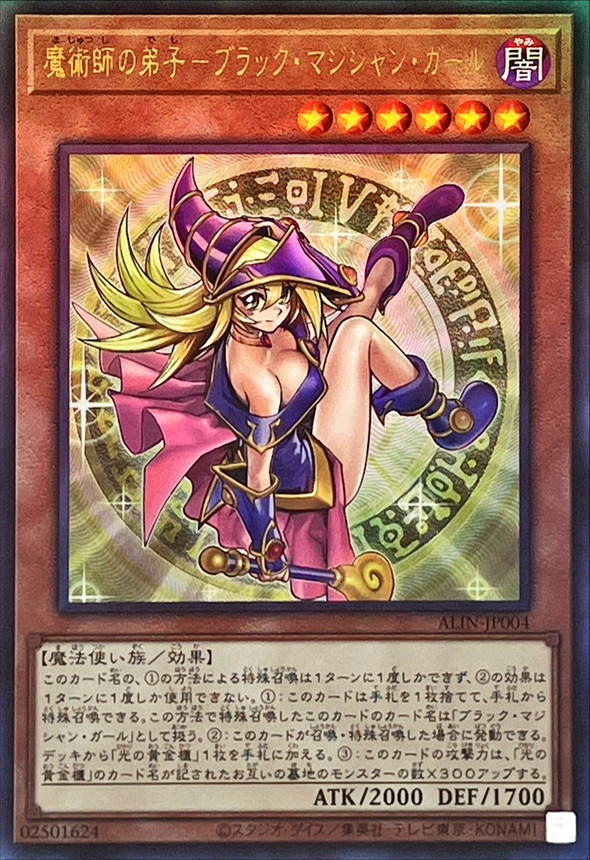 魔術師の弟子－ブラック・マジシャン・ガール 闇
ALIN-JP004
【魔法使い族／効果】
このカード名の、①の方法による特殊召喚は1ターンに1度しかできず、②の効果は
1ターンに1度しか使用できない。①：このカードは手札を1枚捨てて、手札から
特殊召喚できる。この方法で特殊召喚したこのカードのカード名は「ブラック・マジ
シャン・ガール」として扱う。②：このカードが召喚・特殊召喚した場合に発動できる。
デッキから「光の黄金櫃」1枚を手札に加える。③：このカードの攻撃力は、「光の
黄金櫃」のカード名が記されたお互いの墓地のモンスターの数×300アップする。
ATK/2000 DEF/1700
02501624 ©スタジオ・ダイス／集英社・テレビ東京・KONAMI